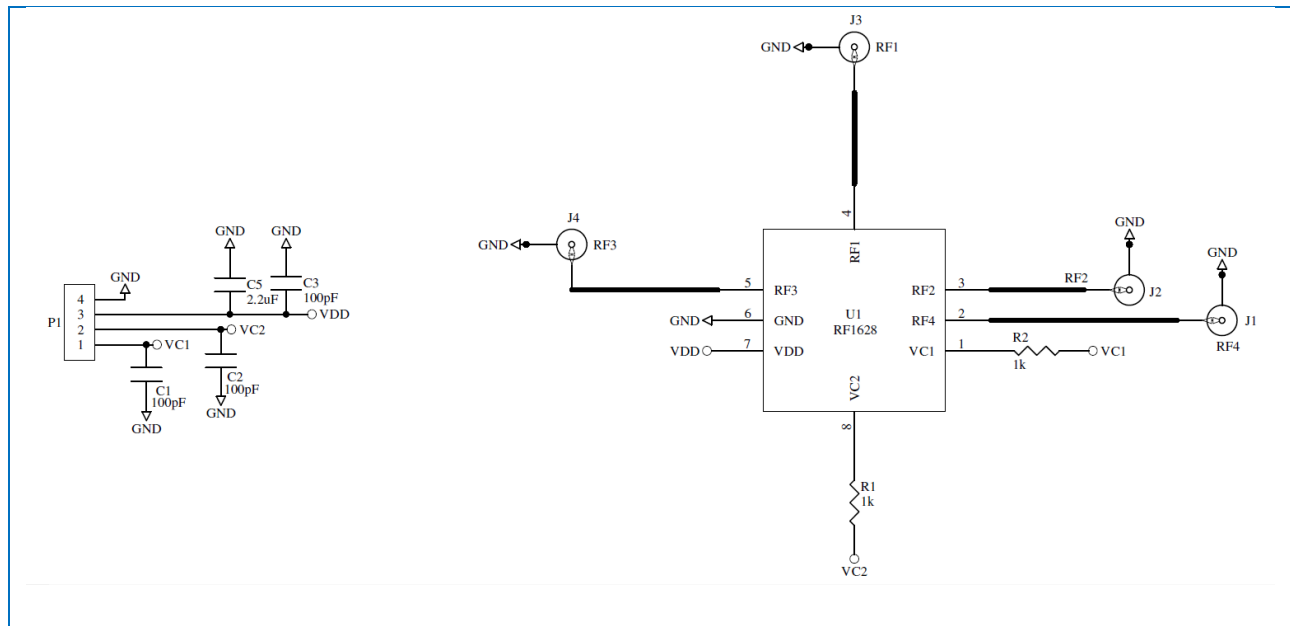 J3
GND
RF1
4
J4
GND
RF3
GND
GND
GND
C5
2.2uF
C3
100pF
GND
P1
4
3
2
1
VDD
VC2
VC1
C2
100pF
C1
100pF
GND
GND
RF1
5
RF3
GND
6
GND
VDD
7
VDD
U1
RF1628
RF2
3
RF2
J2
GND
GND
RF4
2
J1
RF4
VC1
1
R2
1k
VC1
VC2
8
R1
1k
VC2